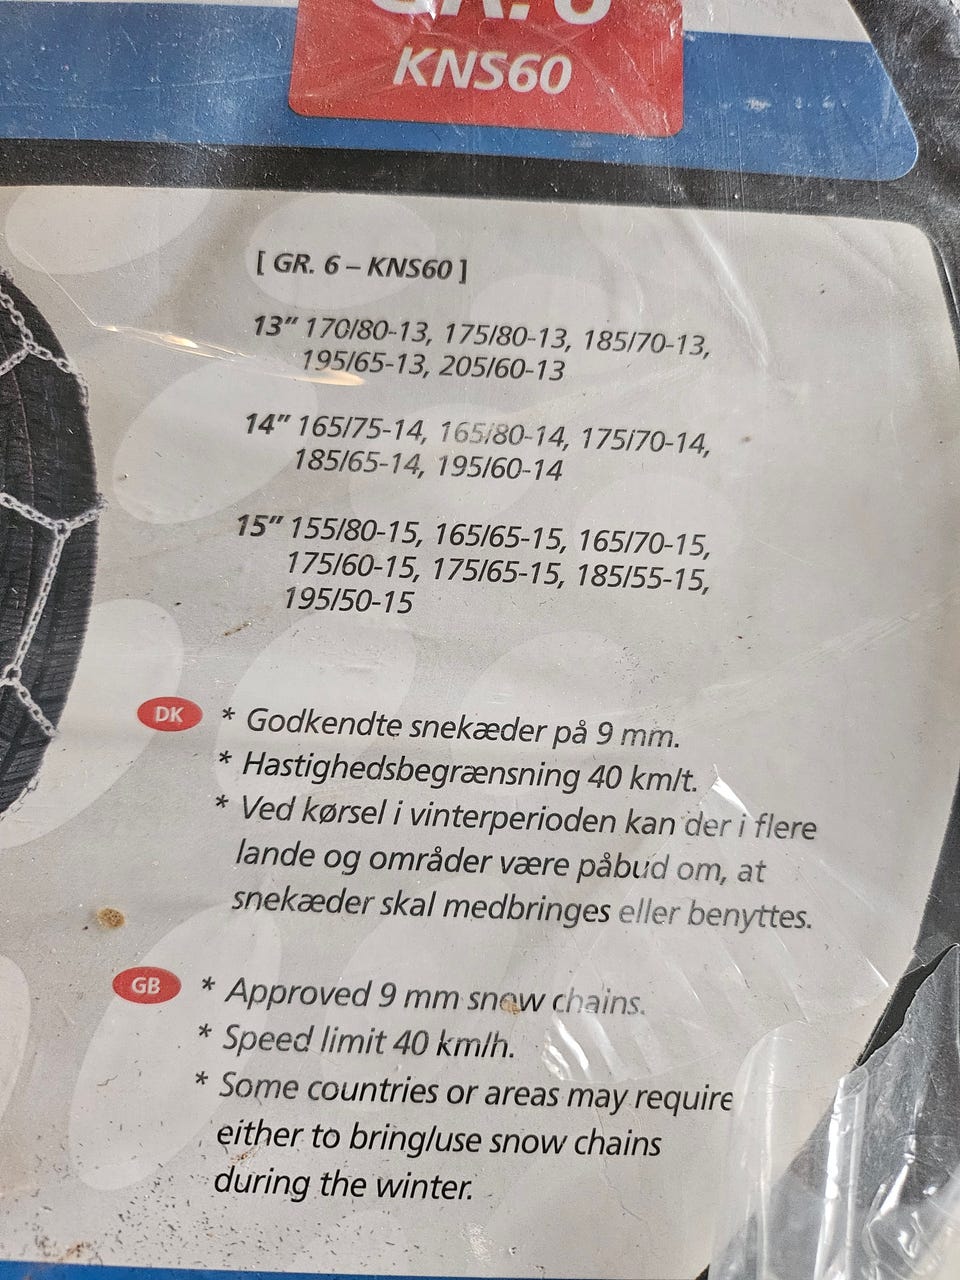 GR. 6
KNS60
[ GR. 6 – KNS60 ]
13” 170/80-13, 175/80-13, 185/70-13,
195/65-13, 205/60-13
14” 165/75-14, 165/80-14, 175/70-14,
185/65-14, 195/60-14
15” 155/80-15, 165/65-15, 165/70-15,
175/60-15, 175/65-15, 185/55-15,
195/50-15
DK * Godkendte snekæder på 9 mm.
* Hastighedsbegrænsning 40 km/t.
* Ved kørsel i vinterperioden kan der i flere
lande og områder være påbud om, at
snekæder skal medbringes eller benyttes.
GB * Approved 9 mm snow chains.
* Speed limit 40 km/h.
* Some countries or areas may require
either to bring/use snow chains
during the winter.